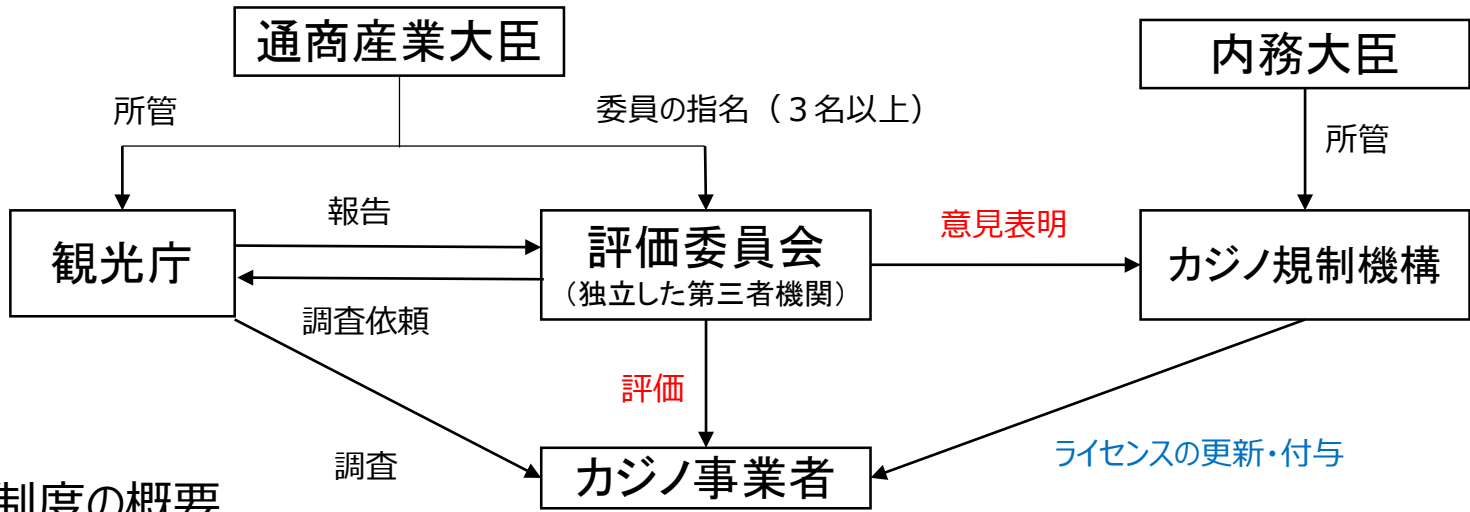 通商産業大臣
内務大臣
所管
委員の指名（３名以上）
所管
観光庁
報告
評価委員会
（独立した第三者機関）
意見表明
カジノ規制機構
調査依頼
評価
調査
カジノ事業者
ライセンスの更新・付与
制度の概要